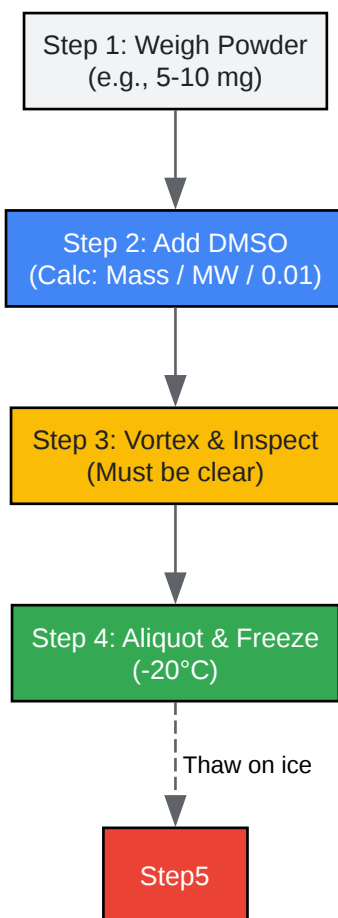 Step 1: Weigh Powder
(e.g., 5-10 mg)
Step 2: Add DMSO
(Calc: Mass / MW / 0.01)
Step 3: Vortex & Inspect
(Must be clear)
Step 4: Aliquot & Freeze
(-20°C)
Thaw on ice
Step5